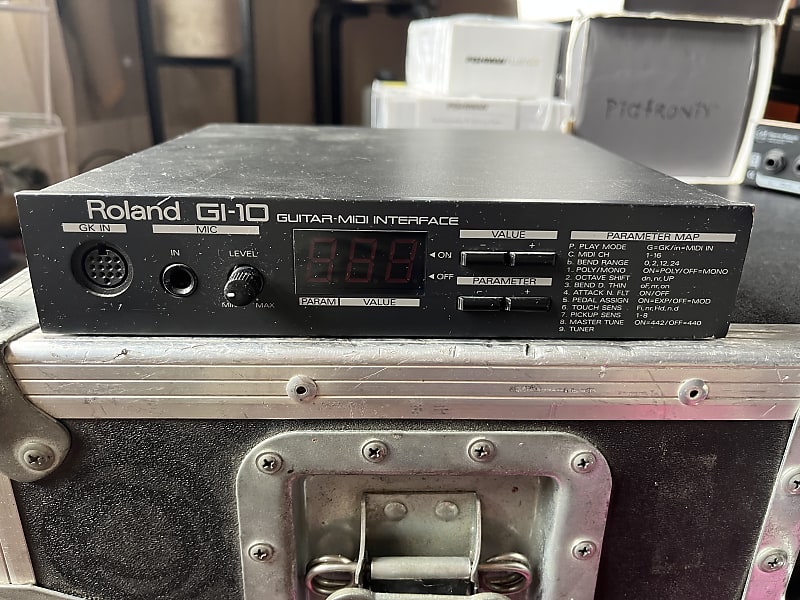 PIGTRONIX
Roland GI-10 GUITAR-MIDI INTERFACE
GK IN
MIC
IN
LEVEL
MIN MAX
ON
OFF
PARAM VALUE
VALUE
- +
PARAMETER
- +
PARAMETER MAP
P. PLAY MODE G=GK/in=MIDI IN
C. MIDI CH 1-16
b. BEND RANGE 0, 2, 12, 24
1. POLY/MONO ON=POLY/OFF=MONO
2. OCTAVE SHIFT dn, nr, UP
3. BEND D. THIN oF, nr, on
4. ATTACK N. FLT ON/OFF
5. PEDAL ASSIGN ON=EXP/OFF=MOD
6. TOUCH SENS Fi, nr, Hd, n.d
7. PICKUP SENS 1-8
8. MASTER TUNE ON=442/OFF=440
9. TUNER